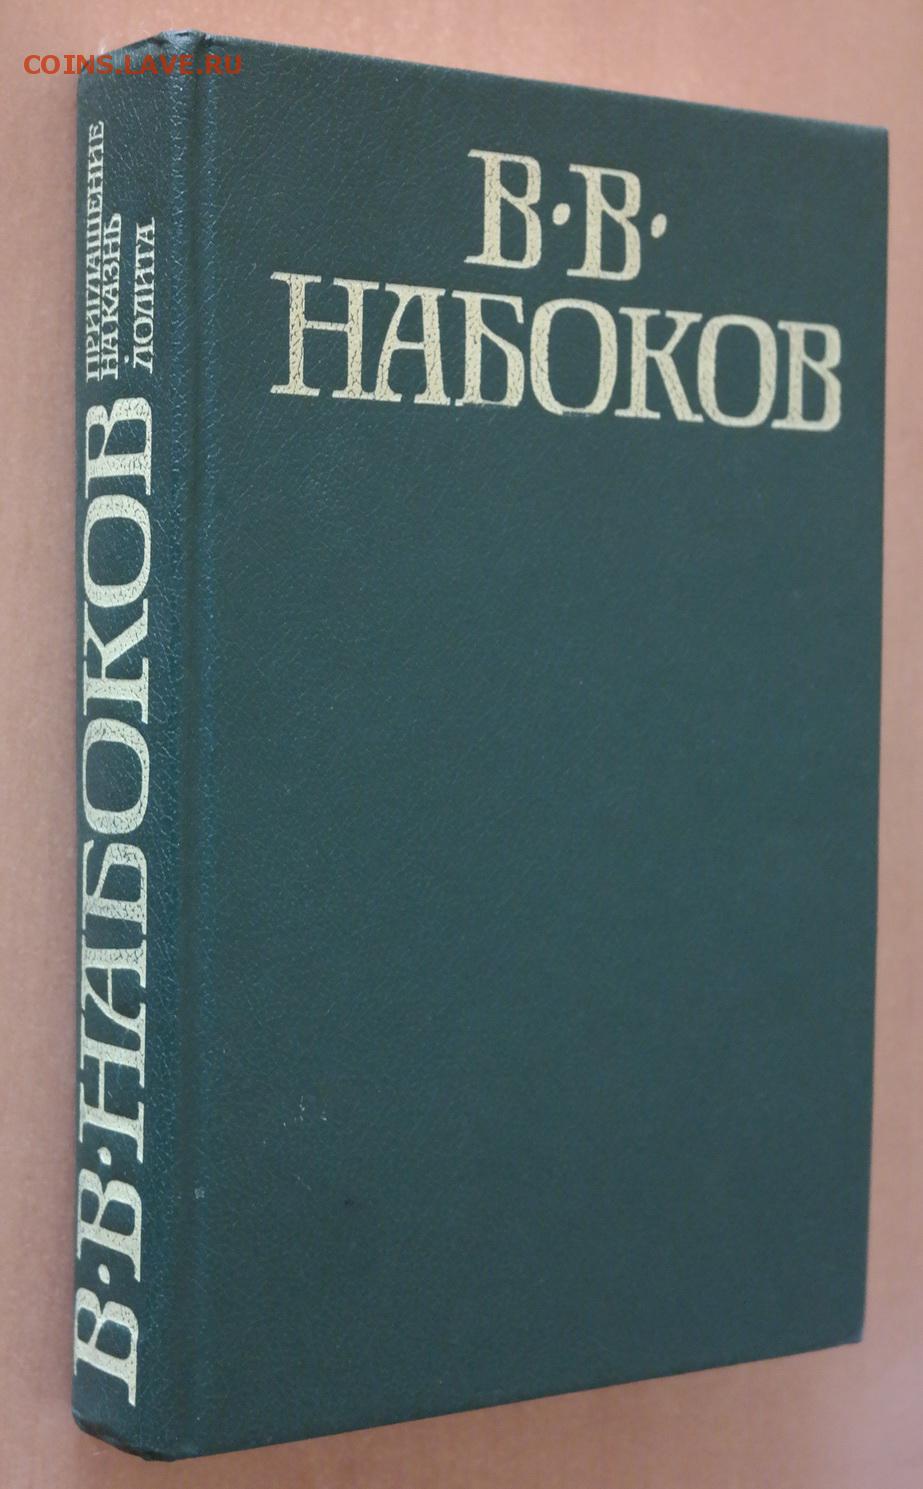 COINS.LAVE.RU
В·В·
НАБОКОВ
В·В·НАБОКОВ
ПРИГЛАШЕНИЕ
НА КАЗНЬ
·
ЛОЛИТА